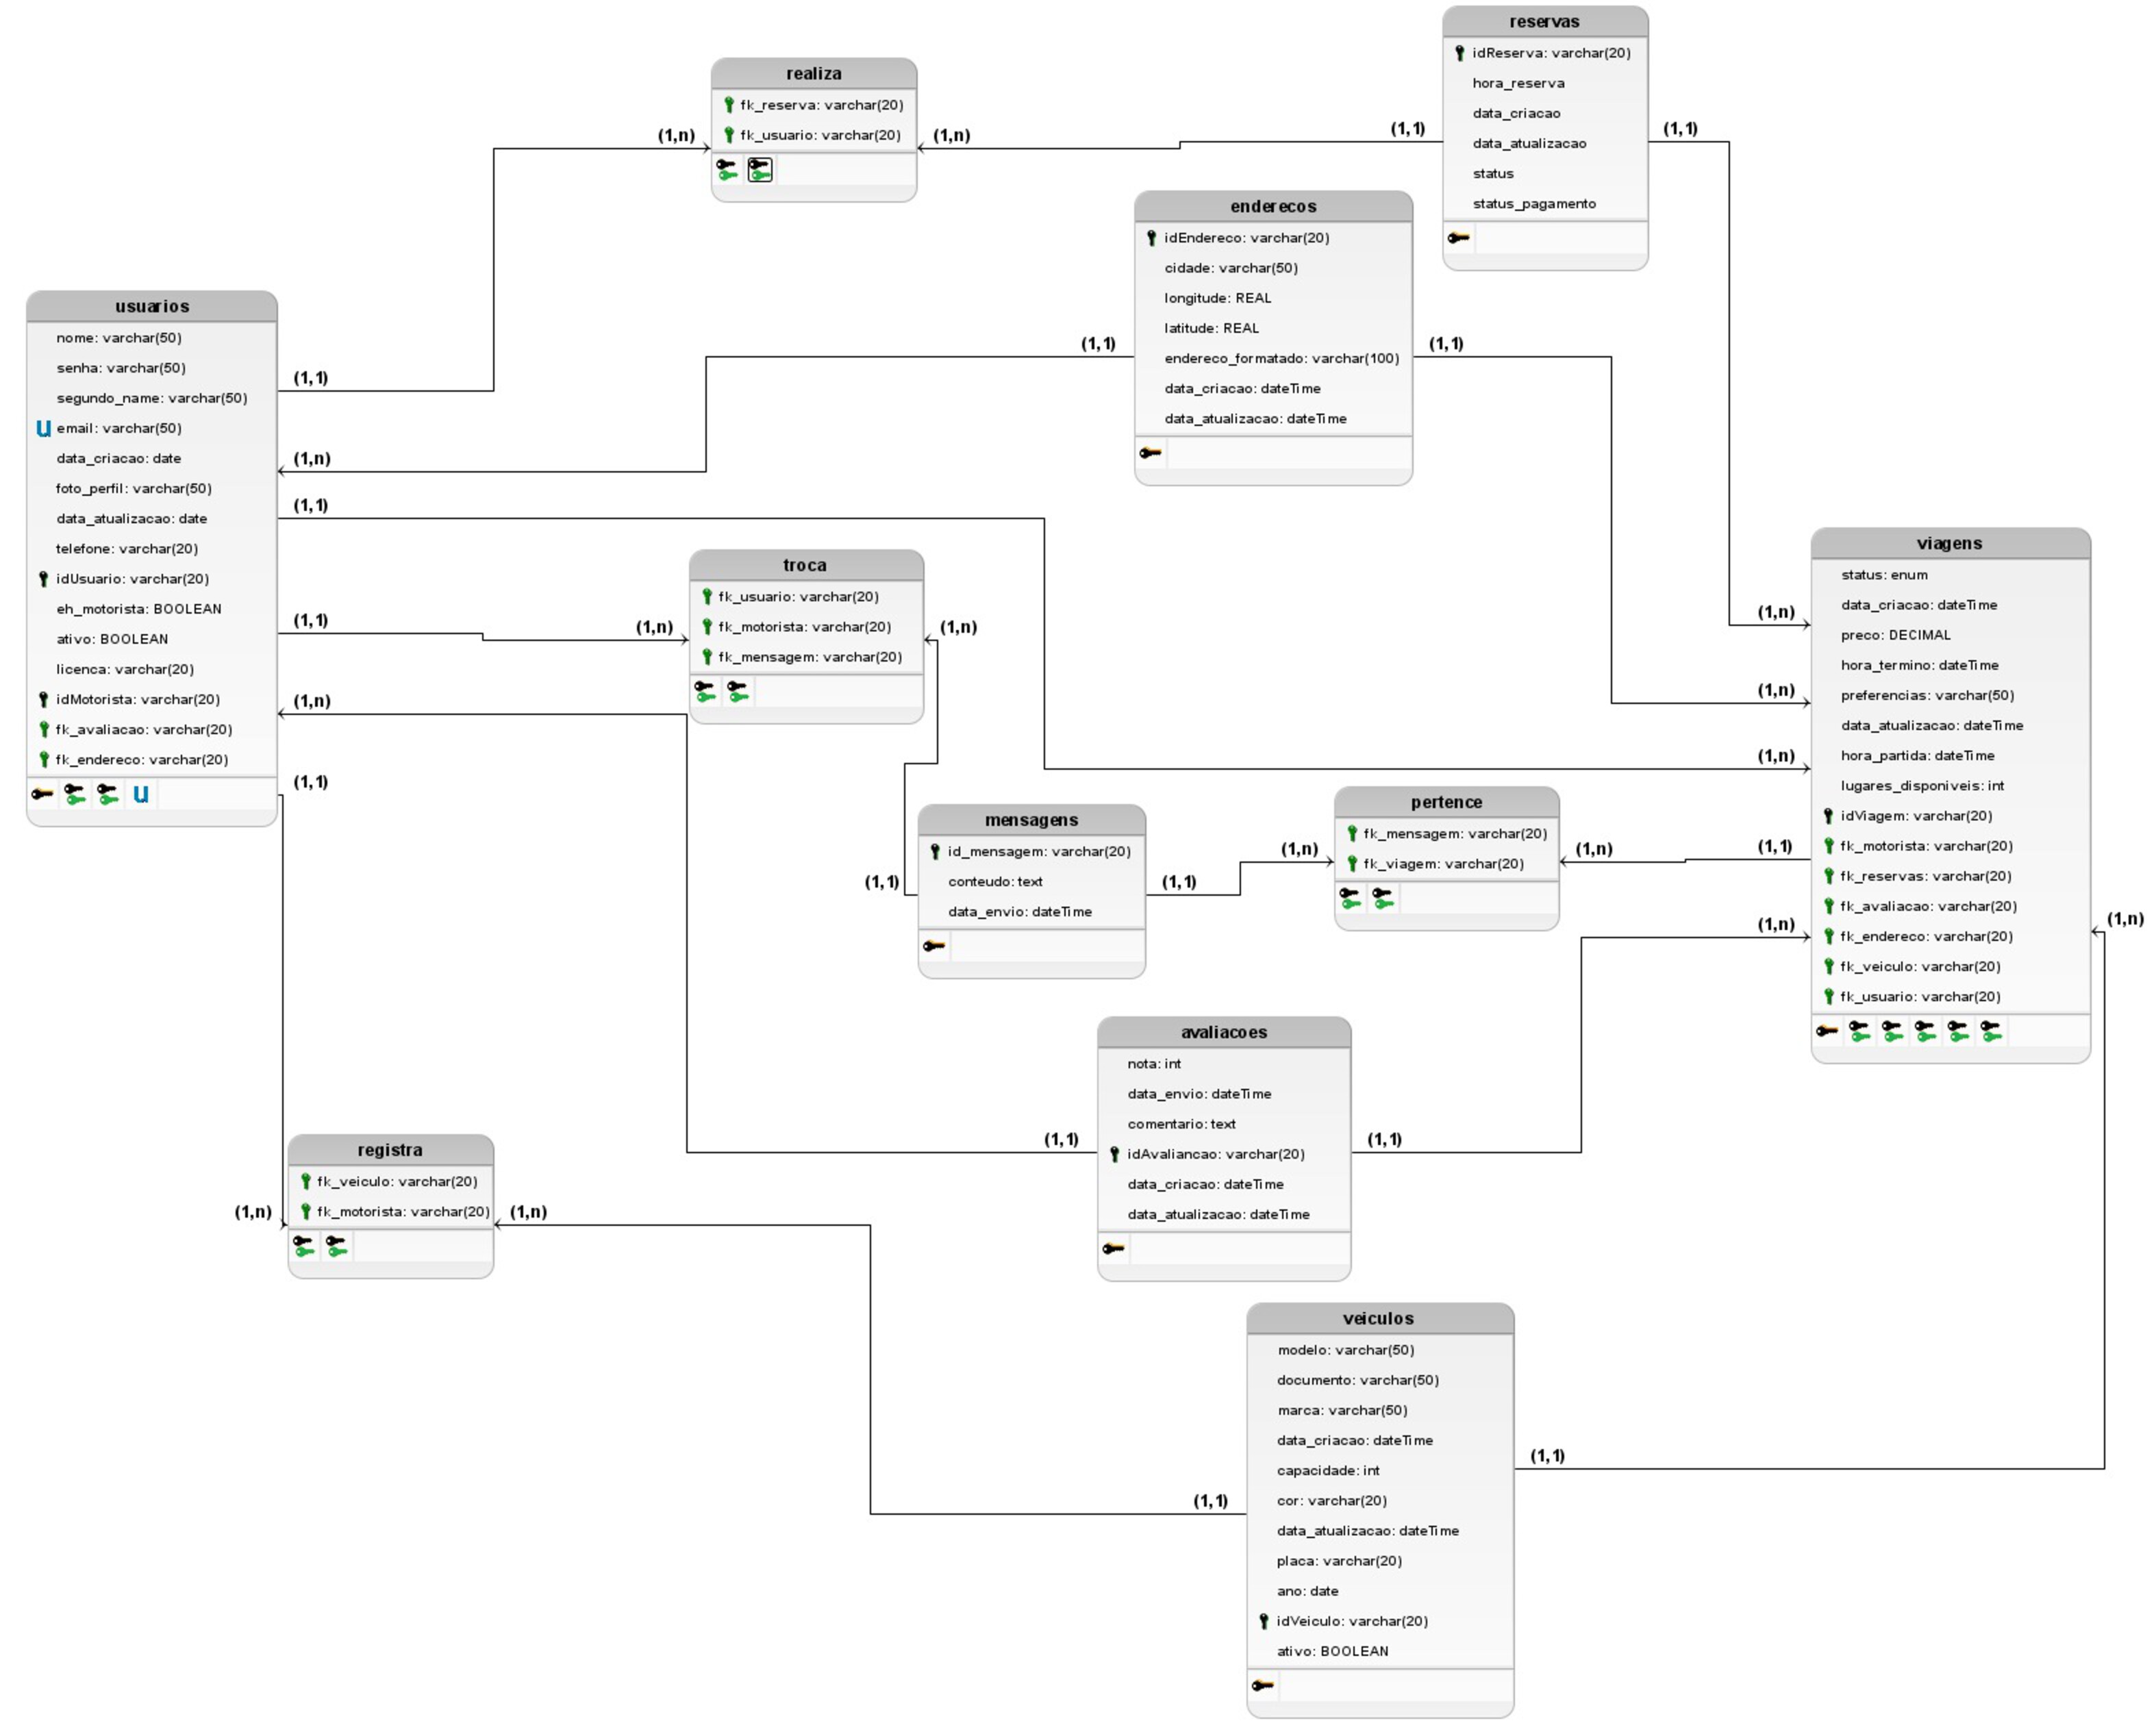 reservas
idReserva: varchar(20)
hora_reserva
data_criacao
data_atualizacao
status
status_pagamento
(1,1)
(1,1)
realiza
fk_reserva: varchar(20)
fk_usuario: varchar(20)
(1,n)
(1,n)
enderecos
idEndereco: varchar(20)
cidade: varchar(50)
longitude: REAL
latitude: REAL
endereco_formatado: varchar(100)
data_criacao: dateTime
data_atualizacao: dateTime
(1,1)
(1,1)
usuarios
nome: varchar(50)
senha: varchar(50)
segundo_name: varchar(50)
u email: varchar(50)
data_criacao: date
foto_perfil: varchar(50)
data_atualizacao: date
telefone: varchar(20)
idUsuario: varchar(20)
eh_motorista: BOOLEAN
ativo: BOOLEAN
licenca: varchar(20)
idMotorista: varchar(20)
fk_avaliacao: varchar(20)
fk_endereco: varchar(20)
u
(1,1)
(1,n)
(1,1)
(1,1)
(1,n)
(1,1)
troca
fk_usuario: varchar(20)
fk_motorista: varchar(20)
fk_mensagem: varchar(20)
(1,n)
(1,n)
viagens
status: enum
data_criacao: dateTime
preco: DECIMAL
hora_termino: dateTime
preferencias: varchar(50)
data_atualizacao: dateTime
hora_partida: dateTime
lugares_disponiveis: int
idViagem: varchar(20)
fk_motorista: varchar(20)
fk_reservas: varchar(20)
fk_avaliacao: varchar(20)
fk_endereco: varchar(20)
fk_veiculo: varchar(20)
fk_usuario: varchar(20)
(1,n)
(1,n)
(1,n)
(1,1)
(1,n)
(1,n)
mensagens
id_mensagem: varchar(20)
conteudo: text
data_envio: dateTime
(1,1)
(1,1)
pertence
fk_mensagem: varchar(20)
fk_viagem: varchar(20)
(1,n)
(1,n)
avaliacoes
nota: int
data_envio: dateTime
comentario: text
idAvaliancao: varchar(20)
data_criacao: dateTime
data_atualizacao: dateTime
(1,1)
(1,1)
registra
fk_veiculo: varchar(20)
fk_motorista: varchar(20)
(1,n)
(1,n)
veiculos
modelo: varchar(50)
documento: varchar(50)
marca: varchar(50)
data_criacao: dateTime
capacidade: int
cor: varchar(20)
data_atualizacao: dateTime
placa: varchar(20)
ano: date
idVeiculo: varchar(20)
ativo: BOOLEAN
(1,1)
(1,1)